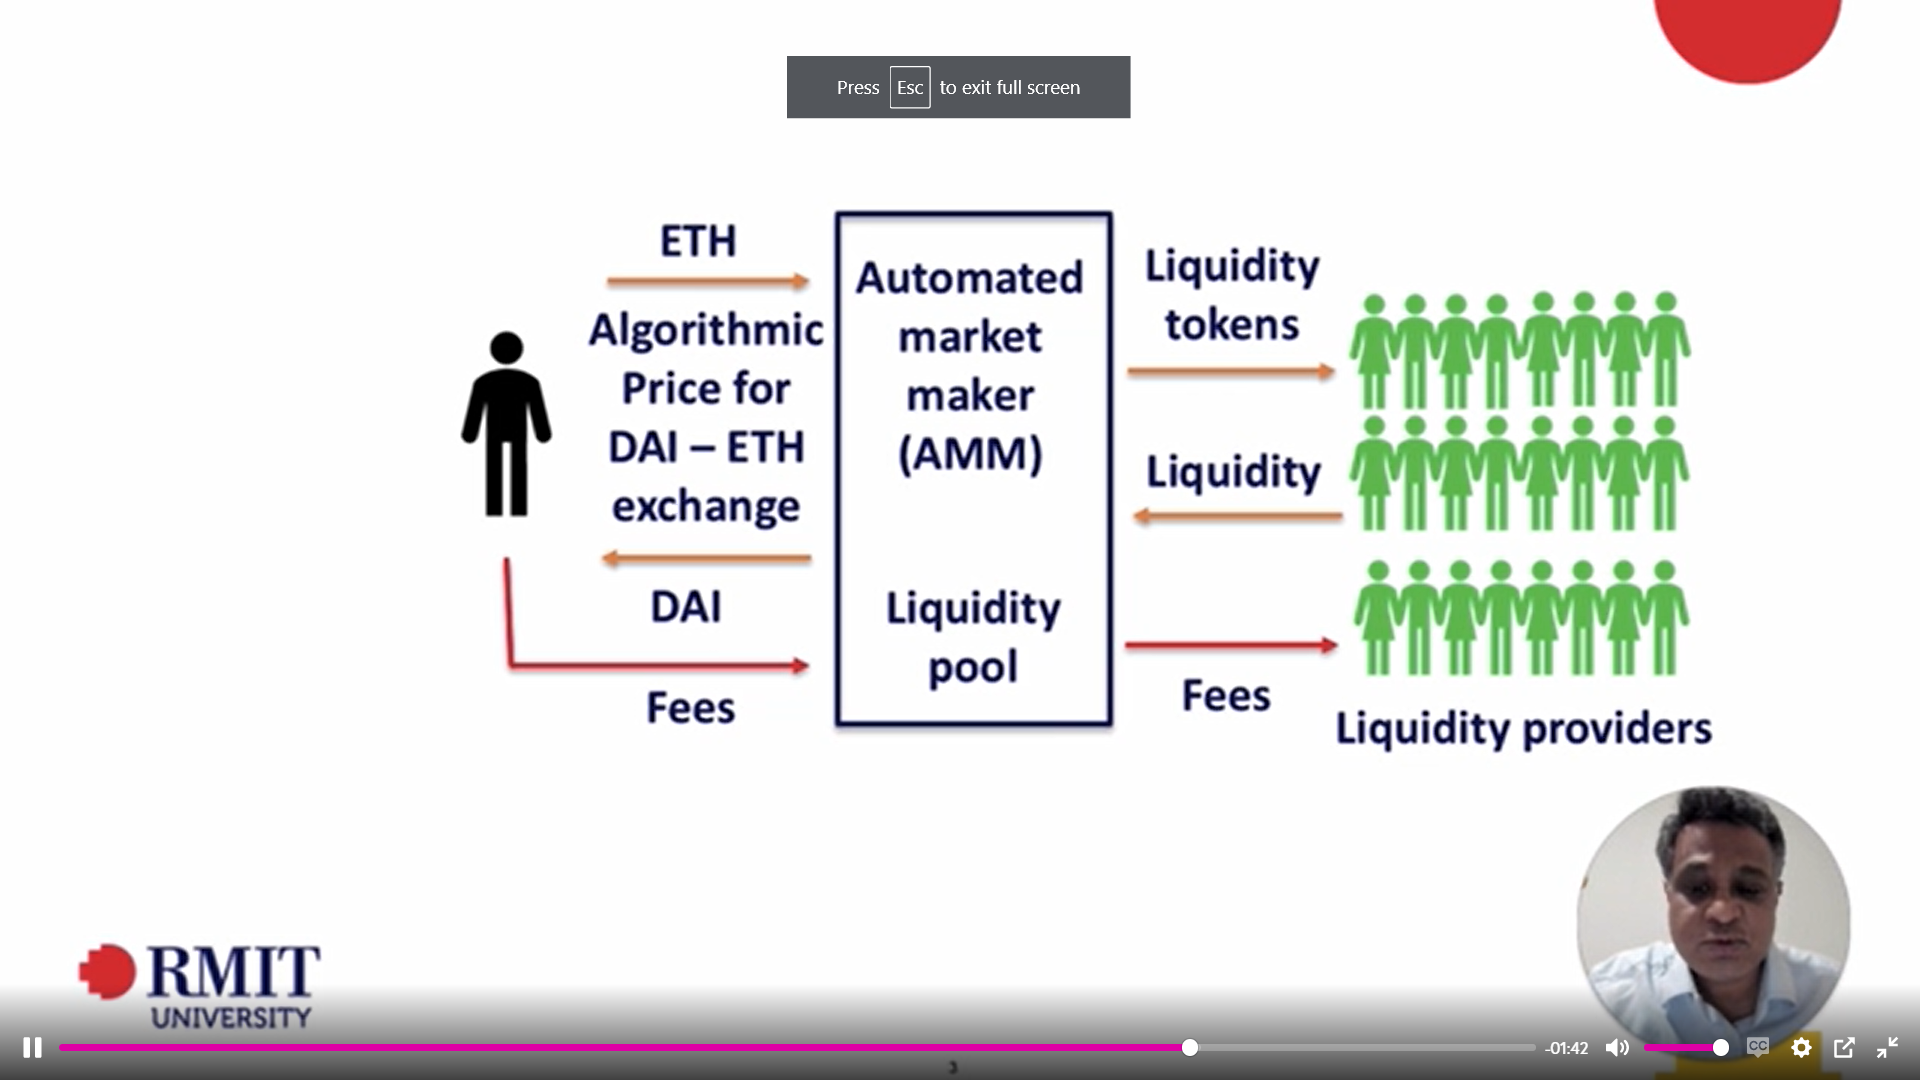 Press Esc to exit full screen
ETH
Algorithmic
Price for
DAI – ETH
exchange
DAI
Fees
Automated
market
maker
(AMM)
Liquidity
pool
Liquidity
tokens
Liquidity
Fees
Liquidity providers
RMIT
UNIVERSITY
-01:42
CC
3